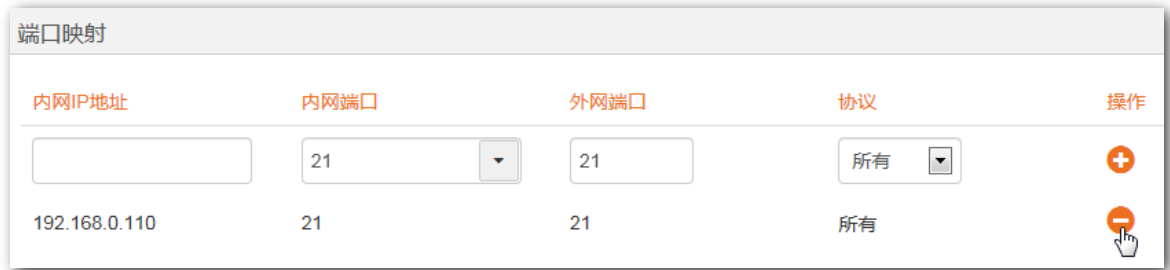 端口映射
内网IP地址 内网端口 外网端口 协议 操作
21 21 所有
192.168.0.110 21 21 所有